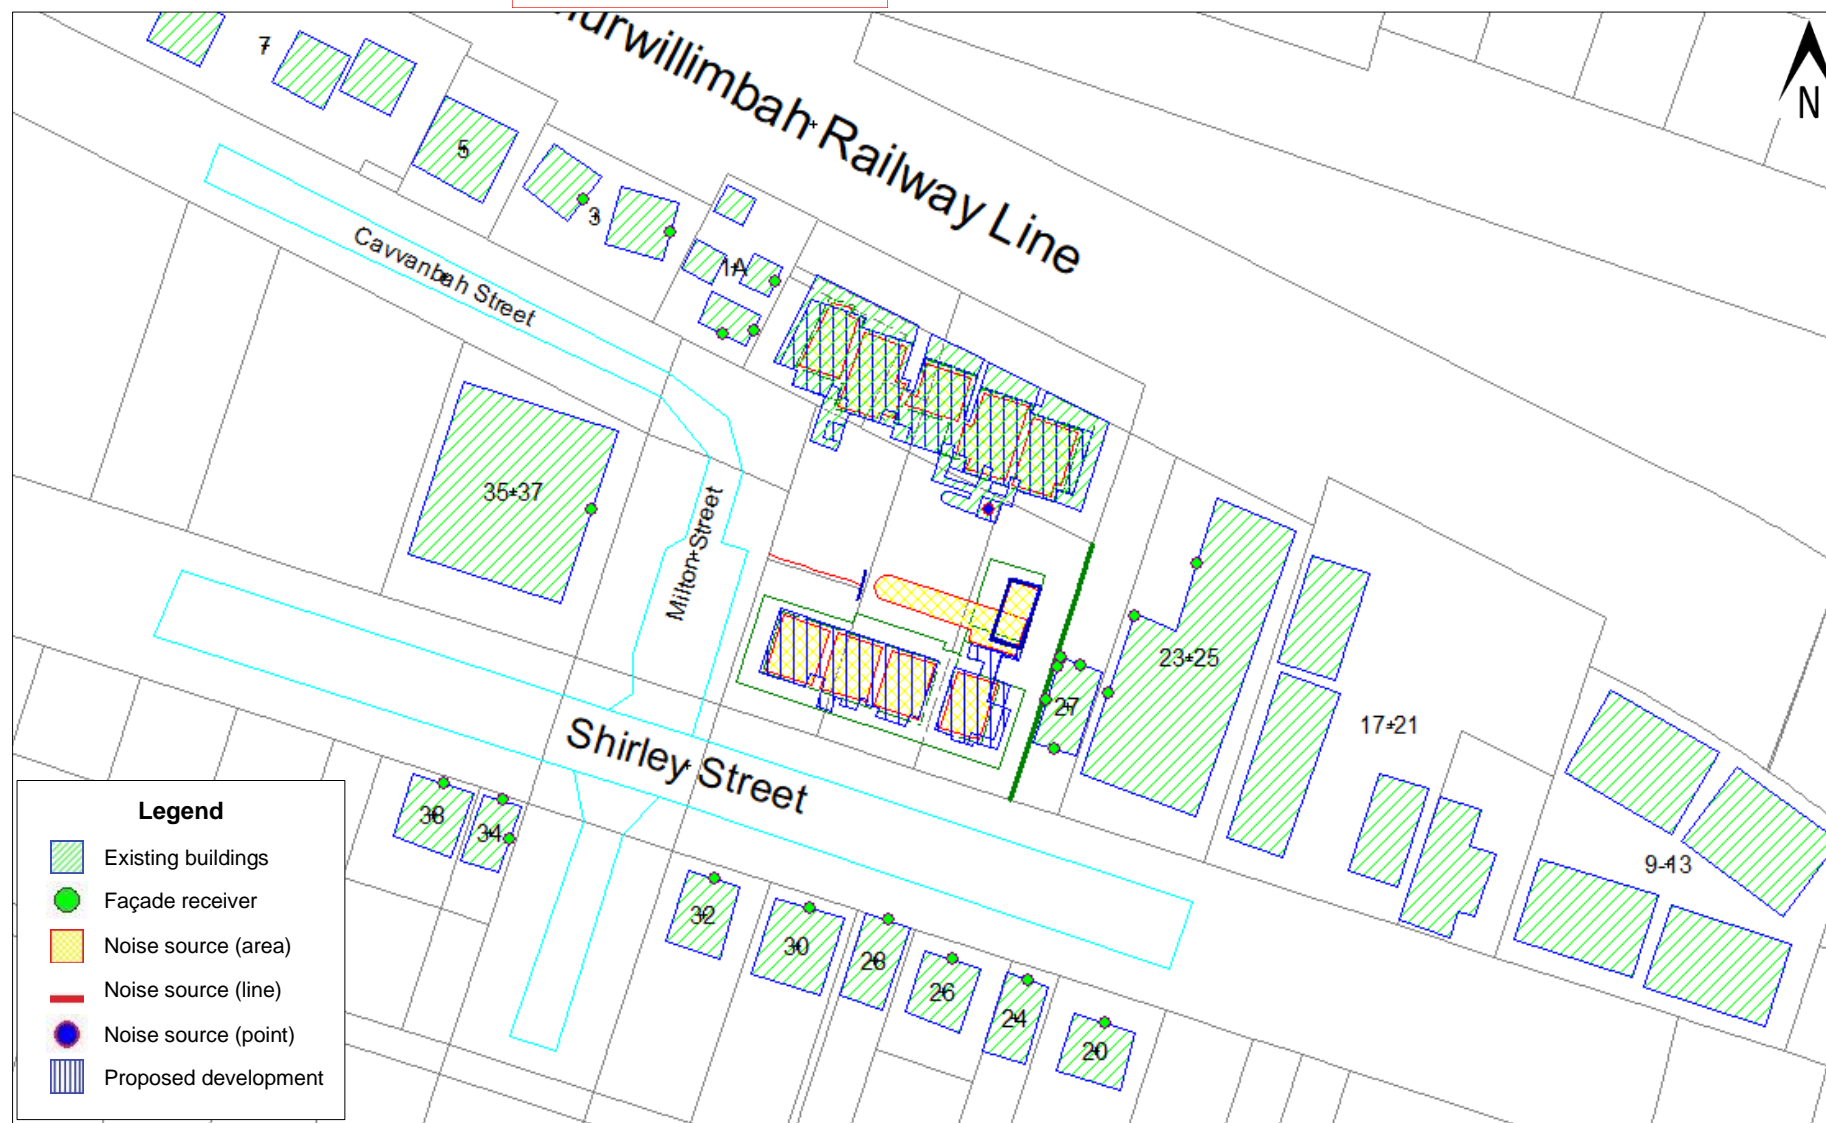 7
5
3
1A
urwillimbah Railway Line
N
Cavvanbah Street
35-37
Milton Street
23-25
27
17-21
9-13
Shirley Street
38
34
32
30
28
26
24
20
Legend
Existing buildings
Façade receiver
Noise source (area)
Noise source (line)
Noise source (point)
Proposed development